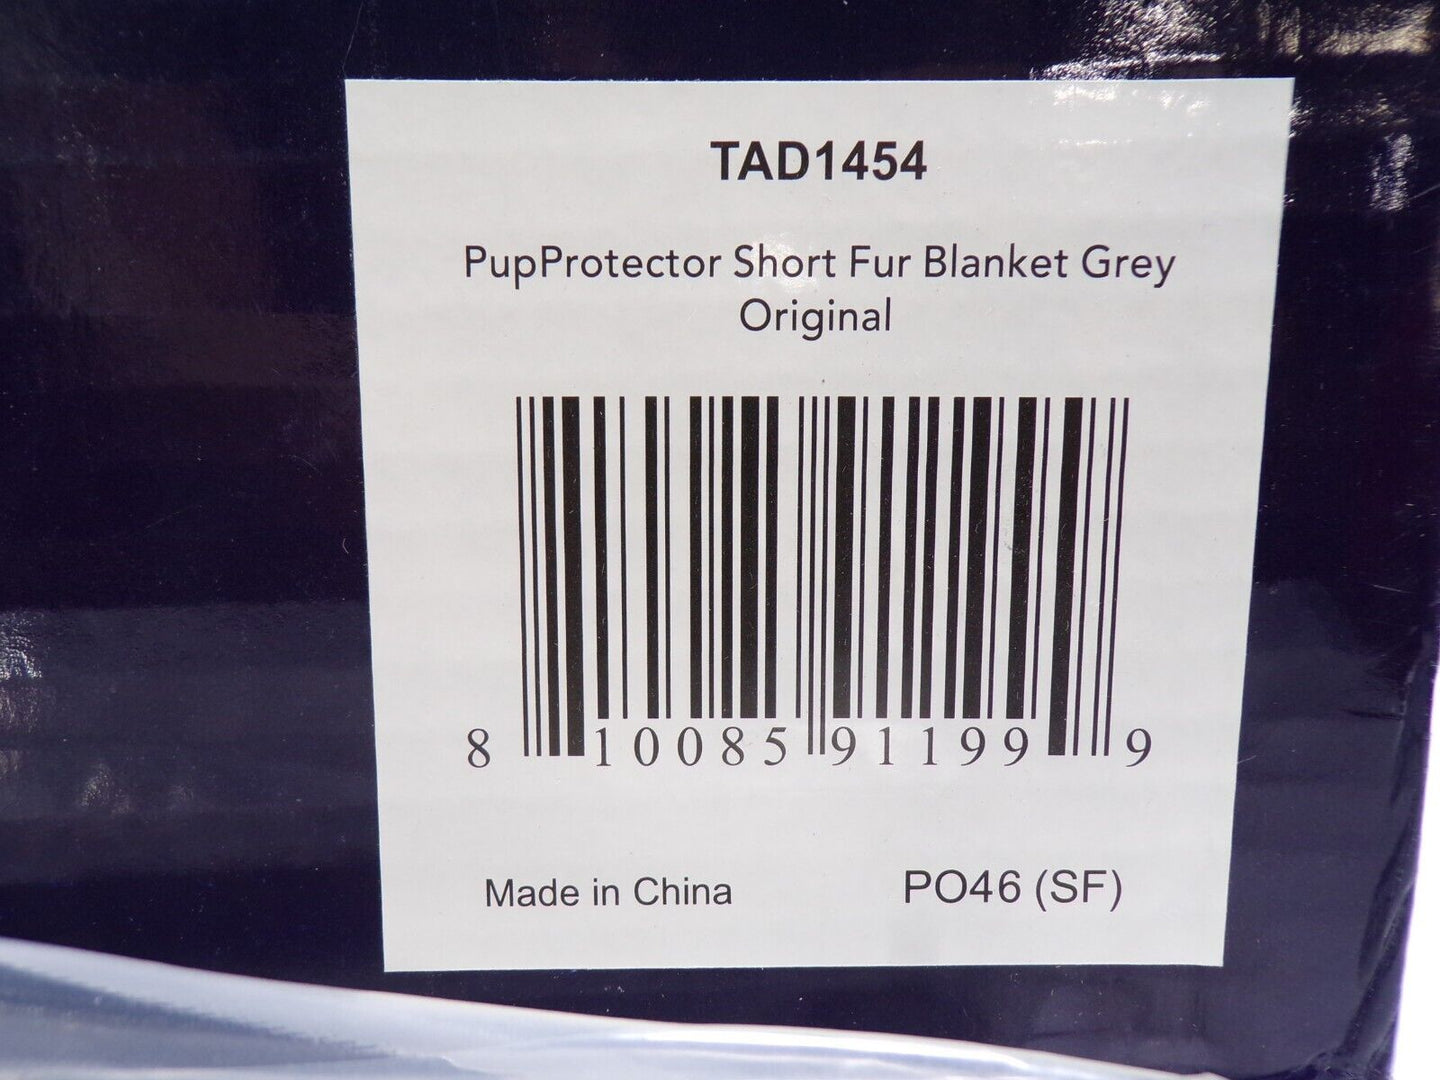 TAD1454
PupProtector Short Fur Blanket Grey
Original
8 10085 91199 9
Made in China PO46 (SF)